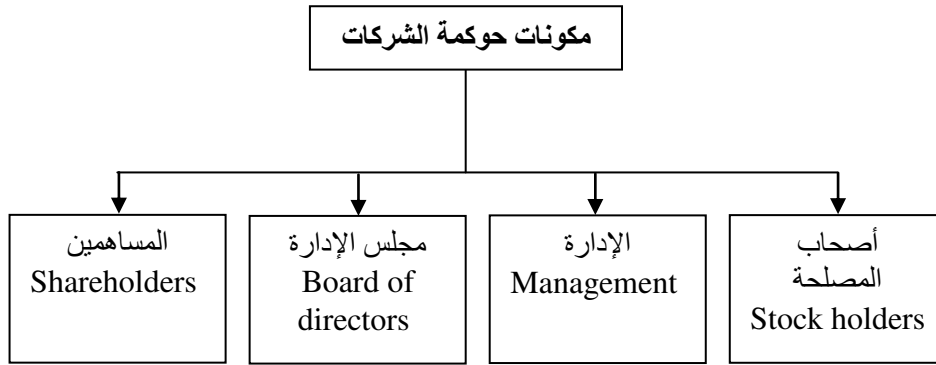 مكونات حوكمة الشركات
المساهمين
Shareholders
مجلس الإدارة
Board of
directors
الإدارة
Management
أصحاب
المصلحة
Stock holders